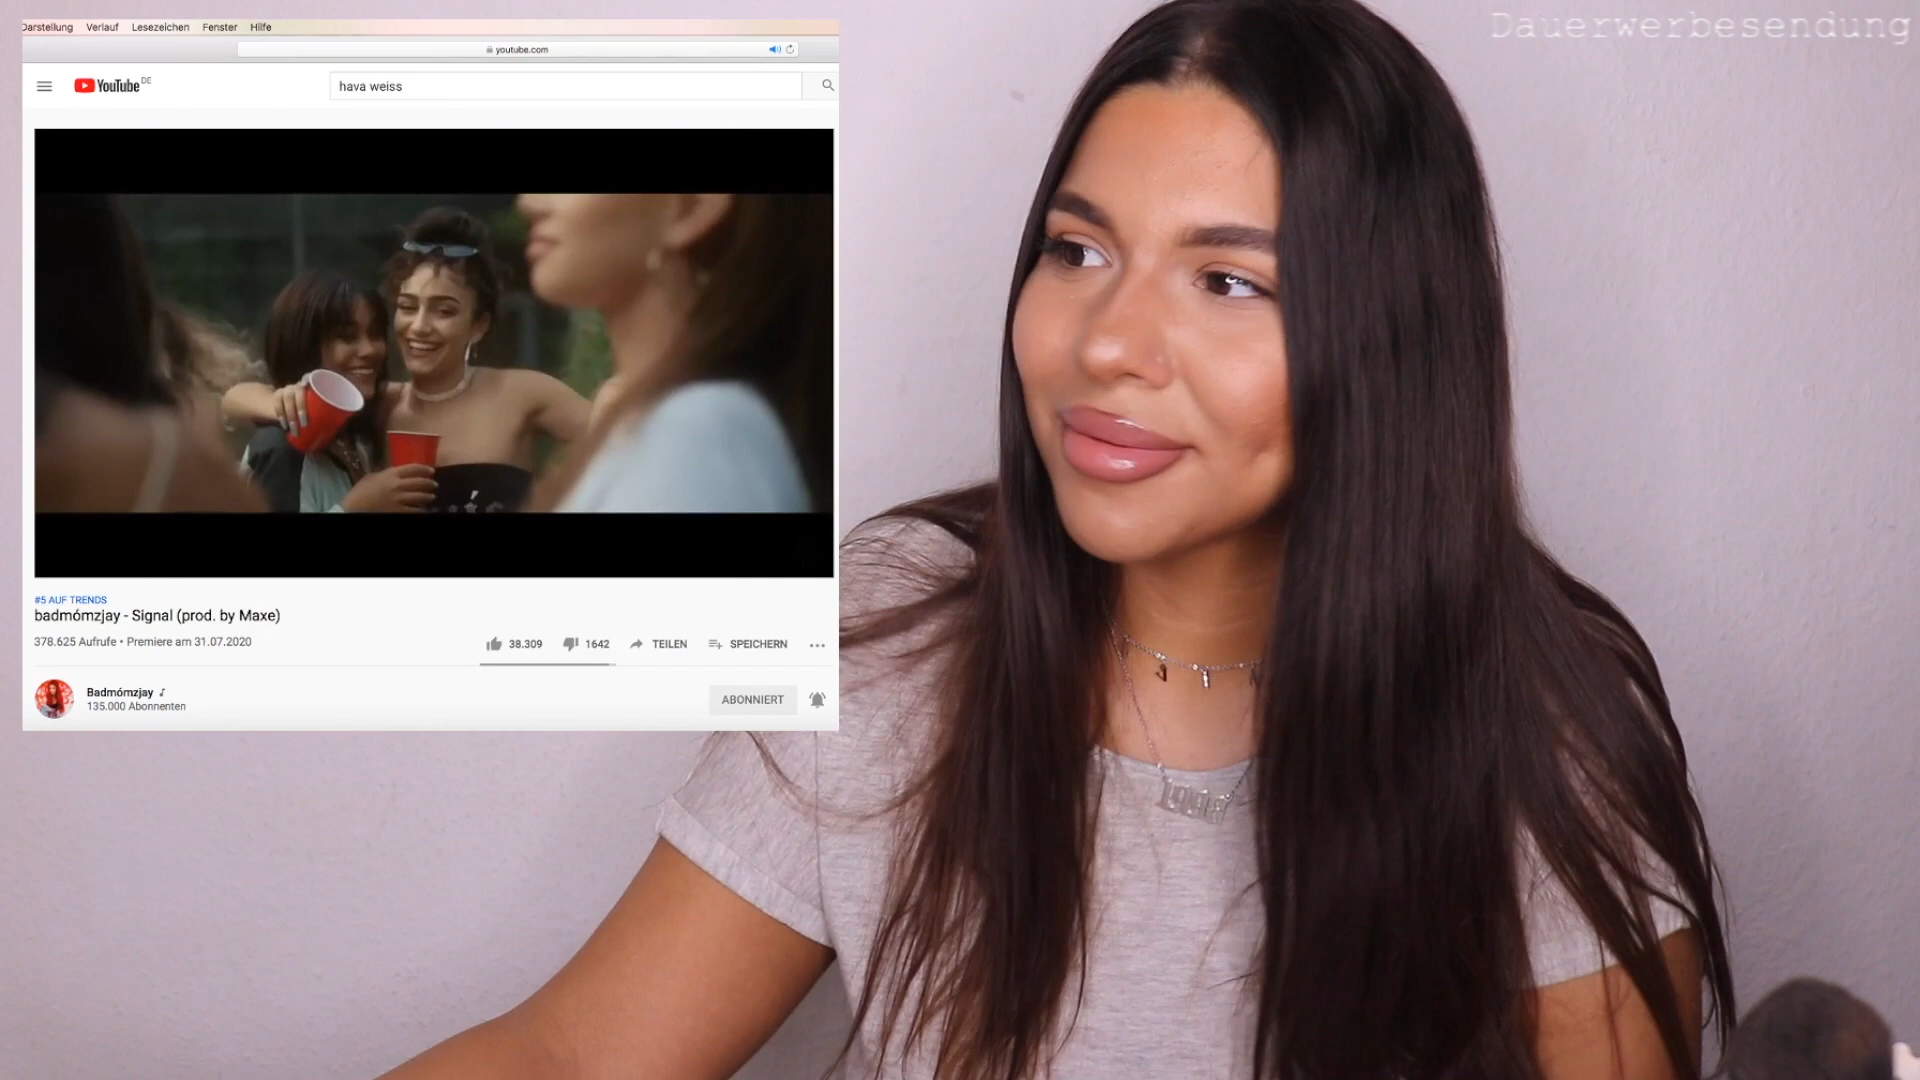 Darstellung Verlauf Lesezeichen Fenster Hilfe
youtube.com
YouTube DE
hava weiss
#5 AUF TRENDS
badmómzjay - Signal (prod. by Maxe)
378.625 Aufrufe • Premiere am 31.07.2020
38.309 1642 TEILEN SPEICHERN
Badmómzjay
135.000 Abonnenten
ABONNIERT
Dauerwerbesendung
1998